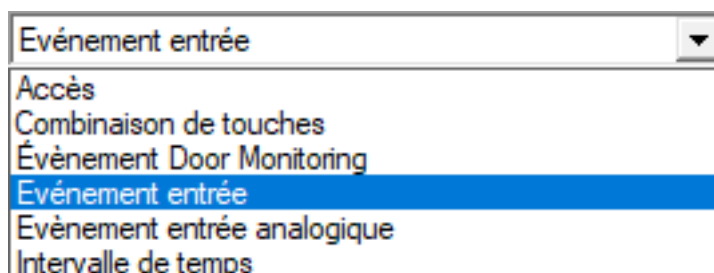 Evénement entrée
Accès
Combinaison de touches
Évènement Door Monitoring
Evénement entrée
Evènement entrée analogique
Intervalle de temps